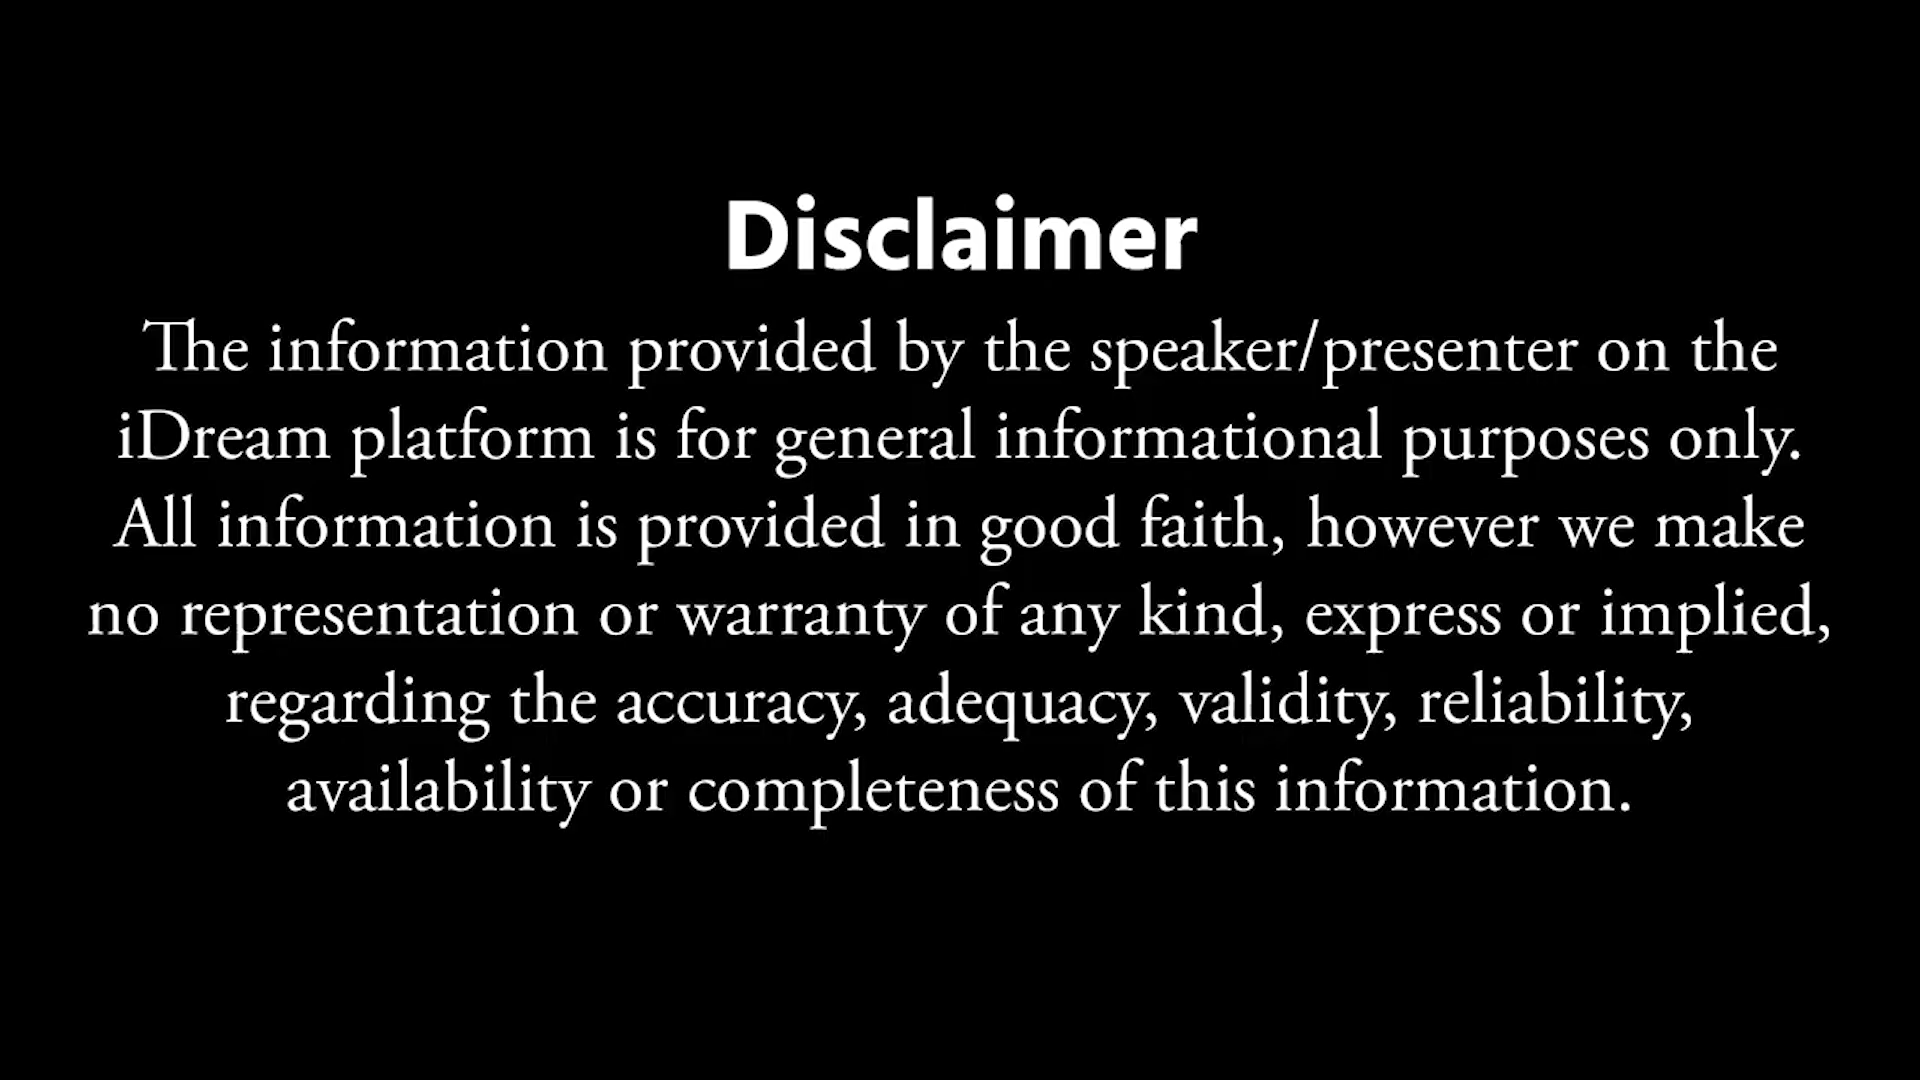 Disclaimer
The information provided by the speaker/presenter on the
iDream platform is for general informational purposes only.
All information is provided in good faith, however we make
no representation or warranty of any kind, express or implied,
regarding the accuracy, adequacy, validity, reliability,
availability or completeness of this information.